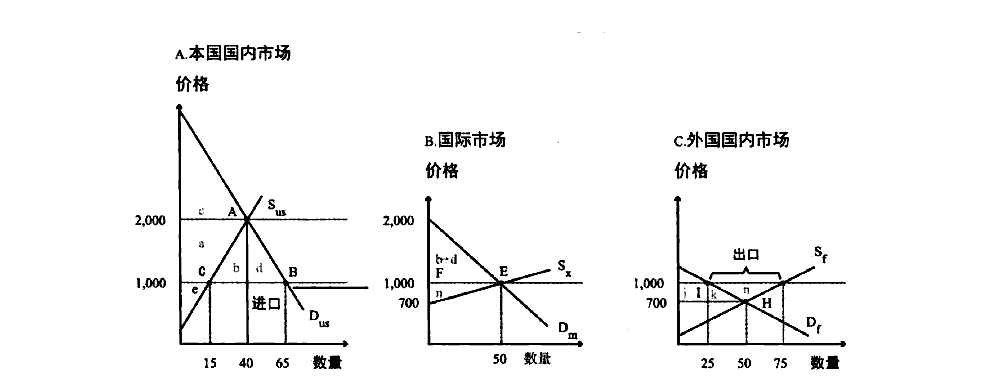 A.本国国内市场
价格
2,000
1,000
c
a
e
b
d
A
B
C
S_us
D_us
进口
15
40
65
数量
B.国际市场
价格
2,000
1,000
700
b+d
F
n
E
S_x
D_m
50
数量
C.外国国内市场
价格
1,000
700
出口
j
I
k
n
H
S_f
D_f
25
50
75
数量